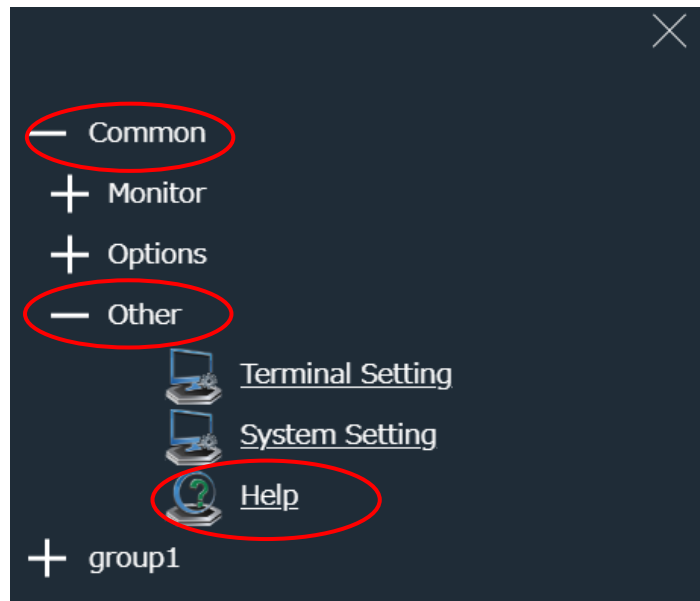 Common
Monitor
Options
Other
Terminal Setting
System Setting
Help
group1